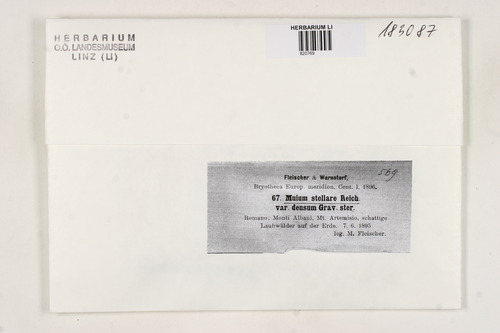 HERBARIUM
O.Ö. LANDESMUSEUM
LINZ (LI)
HERBARIUM LI
183087
569
Fleischer & Warnstorf,
Bryotheca Europ. meridion. Cent. I, 1896.
67. Mnium stellare Reich.
var. densum Grav. ster.
Romano; Monti Albani, Mt. Artemisio, schattige
Laubwälder auf der Erde. 7. 6. 1895
leg. M. Fleischer.